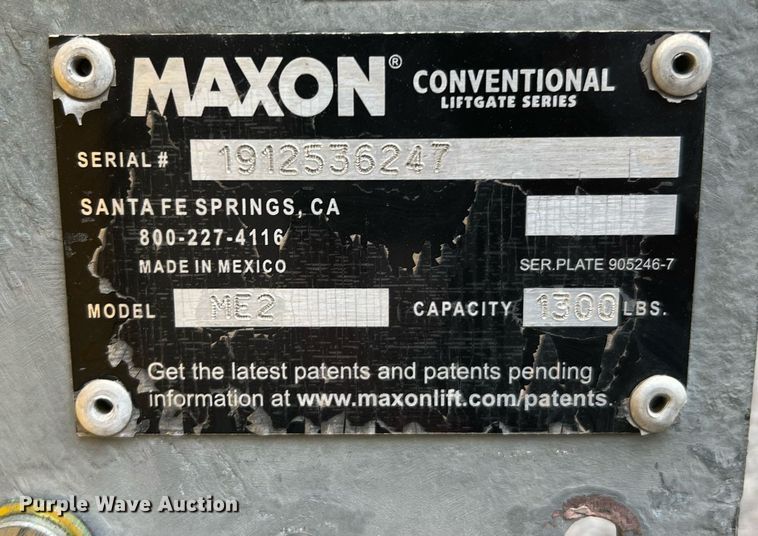 MAXON® CONVENTIONAL
LIFTGATE SERIES
SERIAL # 1912536247
SANTA FE SPRINGS, CA
800-227-4116
MADE IN MEXICO
SER.PLATE 905246-7
MODEL ME2 CAPACITY 1300 LBS.
Get the latest patents and patents pending
information at www.maxonlift.com/patents.
Purple Wave Auction